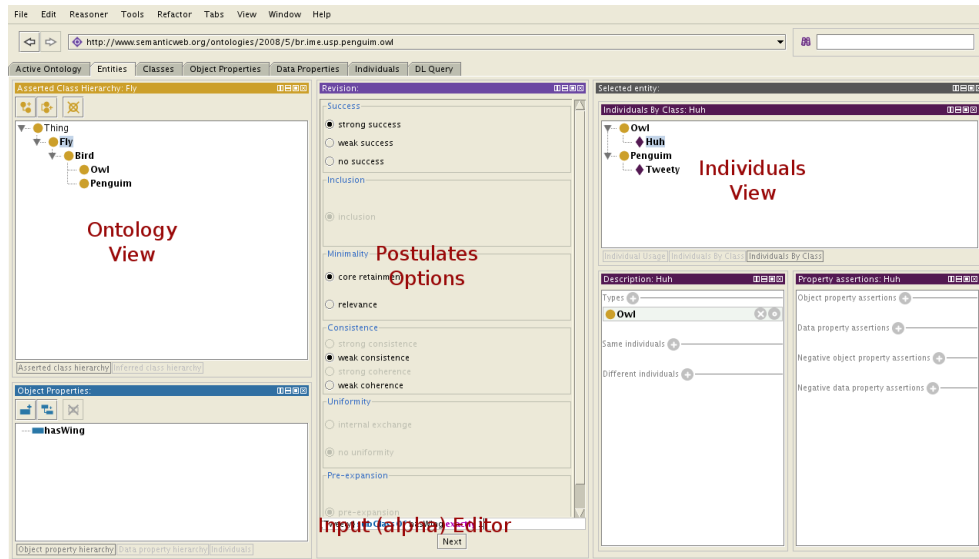 File Edit Reasoner Tools Refactor Tabs View Window Help
http://www.semanticweb.org/ontologies/2008/5/br.ime.usp.penguim.owl
Active Ontology Entities Classes Object Properties Data Properties Individuals DL Query
Asserted Class Hierarchy: Fly
Thing
Fly
Bird
Owl
Penguim
Ontology
View
Asserted class hierarchy Inferred class hierarchy
Object Properties:
hasWing
Object property hierarchy Data property hierarchy Individuals
Revision:
Success
strong success
weak success
no success
Inclusion
inclusion
Minimality
core retainment
relevance
Postulates
Options
Consistence
strong consistence
weak consistence
strong coherence
weak coherence
Uniformity
internal exchange
no uniformity
Pre-expansion
pre-expansion
Input (alpha) Editor
Next
Selected entity:
Individuals By Class: Huh
Owl
Huh
Penguim
Tweety
Individuals
View
Individual Usage Individuals By Class Individuals By Class
Description: Huh
Types
Owl
Same individuals
Different individuals
Property assertions: Huh
Object property assertions
Data property assertions
Negative object property assertions
Negative data property assertions